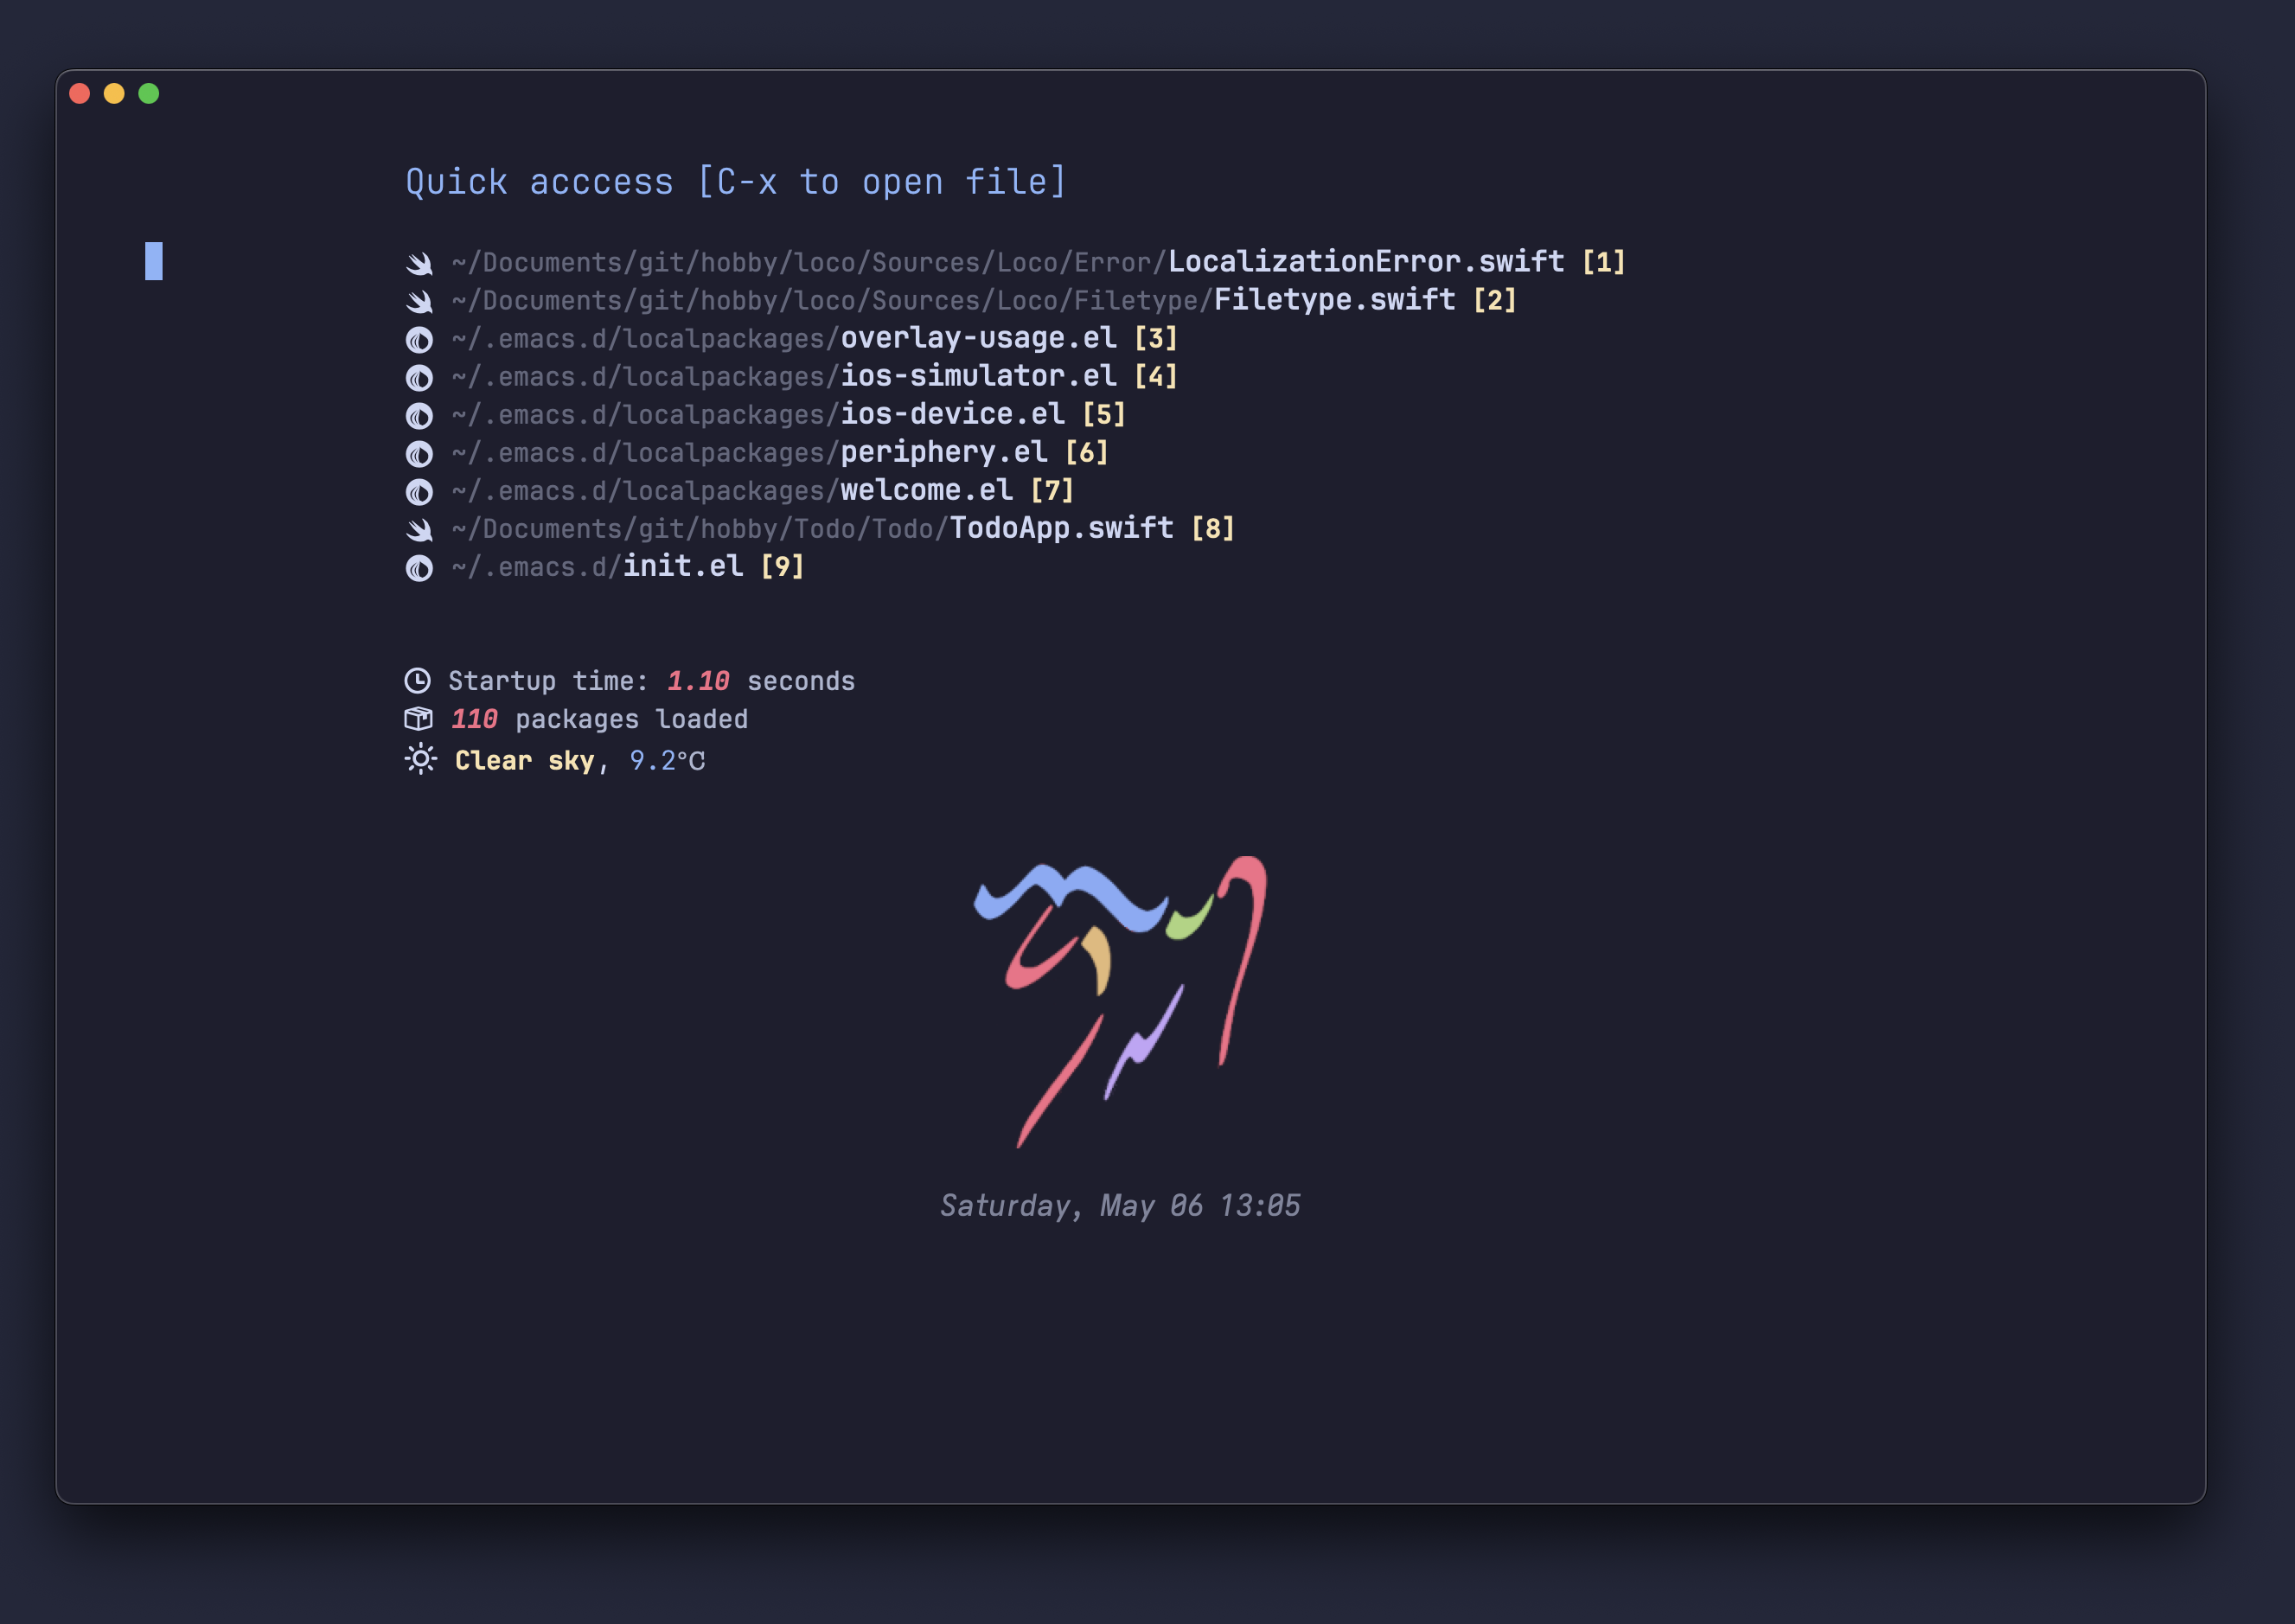 Quick acccess [C-x to open file]
~/Documents/git/hobby/loco/Sources/Loco/Error/LocalizationError.swift [1]
~/Documents/git/hobby/loco/Sources/Loco/Filetype/Filetype.swift [2]
~/.emacs.d/localpackages/overlay-usage.el [3]
~/.emacs.d/localpackages/ios-simulator.el [4]
~/.emacs.d/localpackages/ios-device.el [5]
~/.emacs.d/localpackages/periphery.el [6]
~/.emacs.d/localpackages/welcome.el [7]
~/Documents/git/hobby/Todo/Todo/TodoApp.swift [8]
~/.emacs.d/init.el [9]
Startup time: 1.10 seconds
110 packages loaded
Clear sky, 9.2℃
Saturday, May 06 13:05